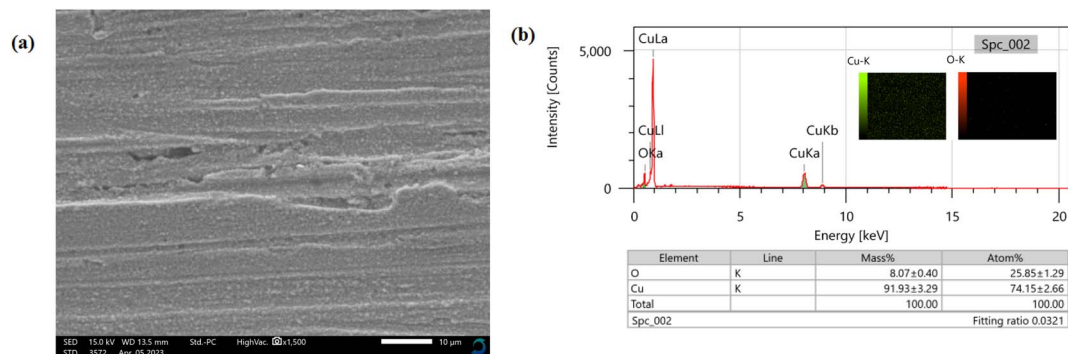 (a)
SED 15.0 kV WD 13.5 mm Std.-PC HighVac. x1,500 10 μm
STD 3572 Apr. 05 2023
(b)
Spc_002
Cu-K O-K
CuLa
CuLl
OKa
CuKa
CuKb
5,000
0
Intensity [Counts]
0 5 10 15 20
Energy [keV]
Element Line Mass% Atom%
O K 8.07±0.40 25.85±1.29
Cu K 91.93±3.29 74.15±2.66
Total 100.00 100.00
Spc_002 Fitting ratio 0.0321